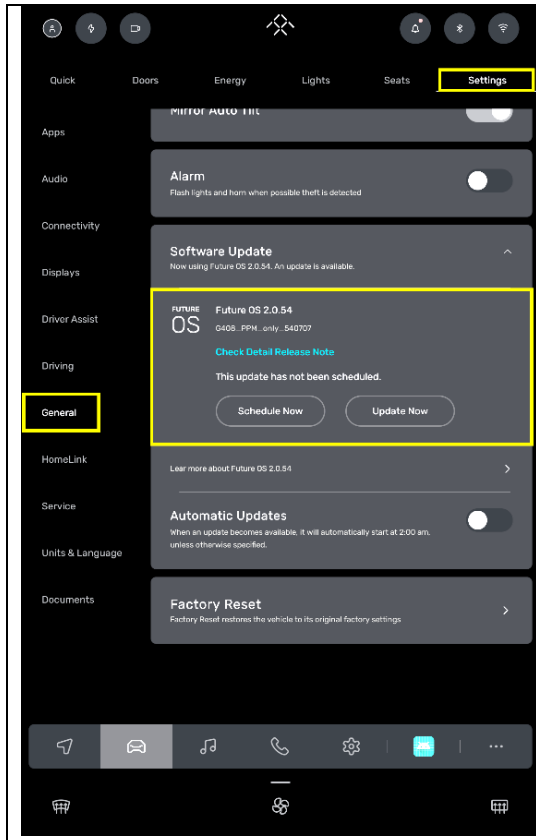 Quick Doors Energy Lights Seats Settings
Mirror Auto Tilt
Apps
Audio
Alarm
Flash lights and horn when possible theft is detected
Connectivity
Software Update
Now using Future OS 2.0.54. An update is available.
Displays
Driver Assist
FUTURE
OS
Future OS 2.0.54
G408_PPM_only_540707
Check Detail Release Note
Driving
This update has not been scheduled.
General
Schedule Now Update Now
HomeLink
Lear more about Future OS 2.0.54
Service
Automatic Updates
When an update becomes available, it will automatically start at 2:00 am,
unless otherwise specified.
Units & Language
Documents
Factory Reset
Factory Reset restores the vehicle to its original factory settings